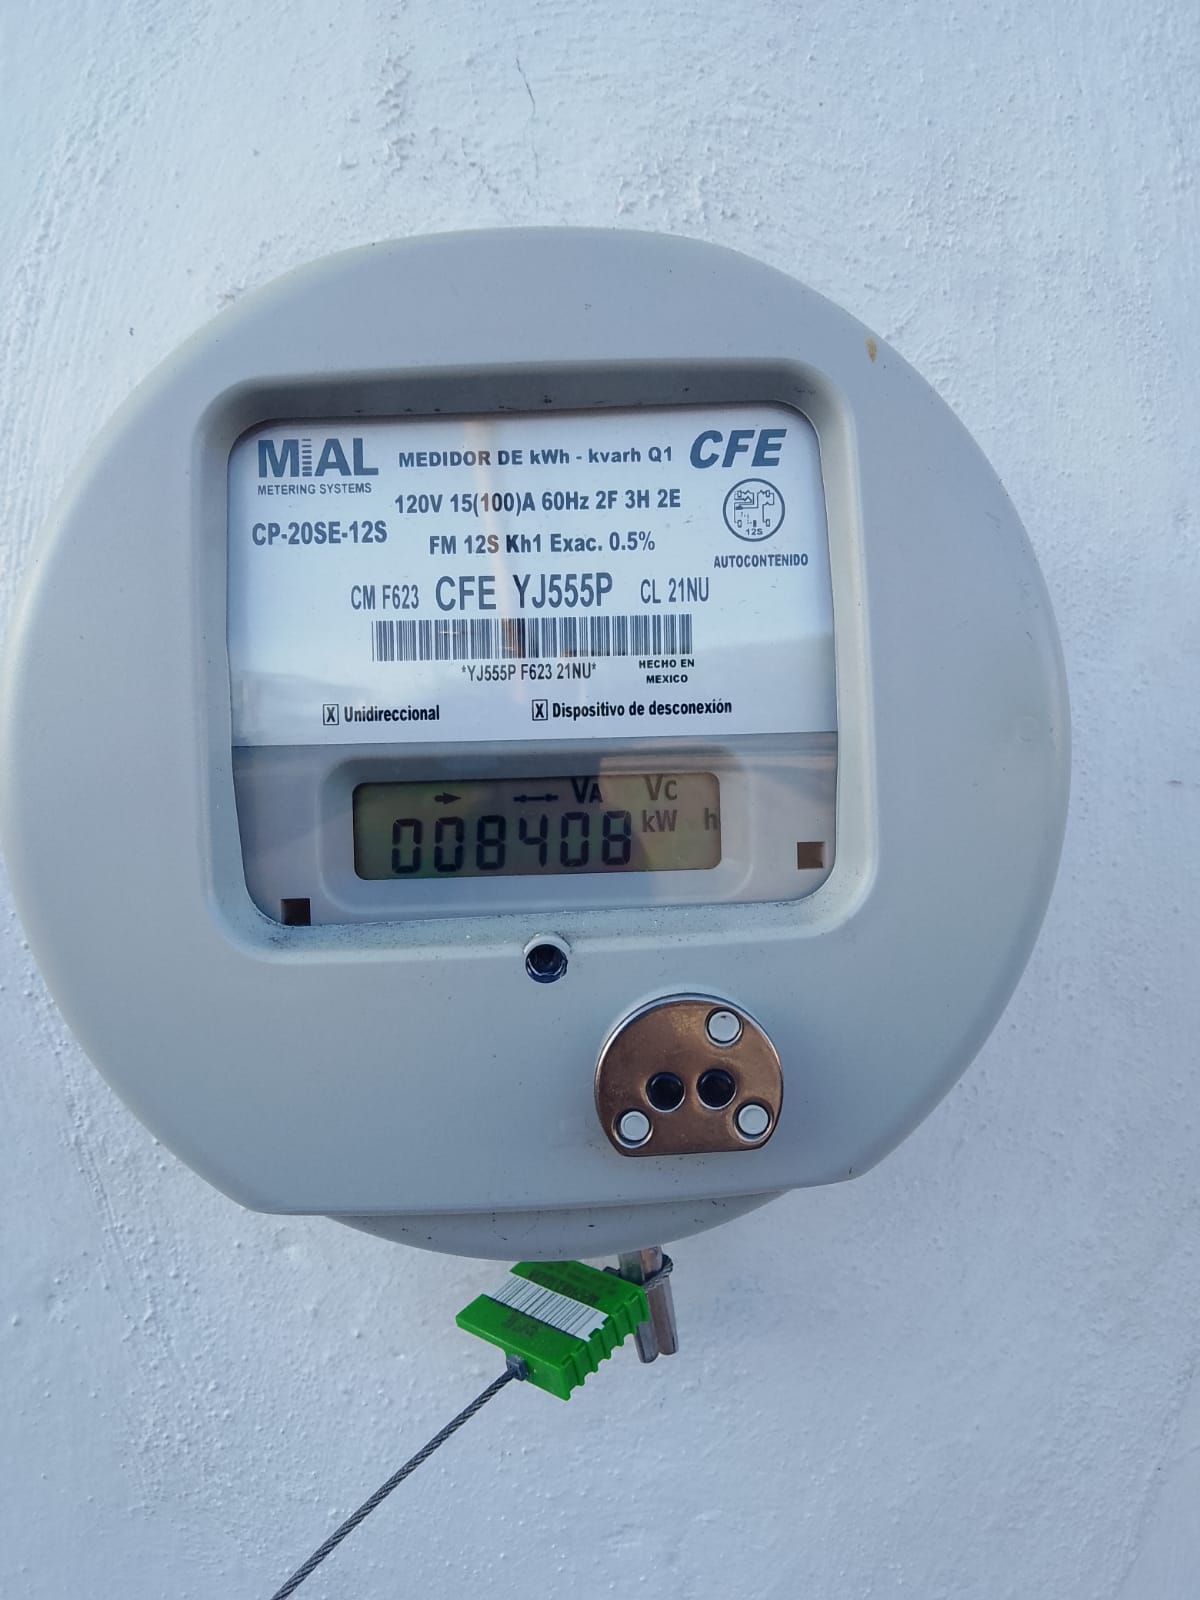 MIAL
METERING SYSTEMS
MEDIDOR DE kWh - kvarh Q1
CFE
120V 15(100)A 60Hz 2F 3H 2E
CP-20SE-12S
FM 12S Kh1 Exac. 0.5%
12S
AUTOCONTENIDO
CM F623 CFE YJ555P CL 21NU
*YJ555P F623 21NU*
HECHO EN
MEXICO
X Unidireccional
X Dispositivo de desconexión
VA VC
008408 kW h
CFE